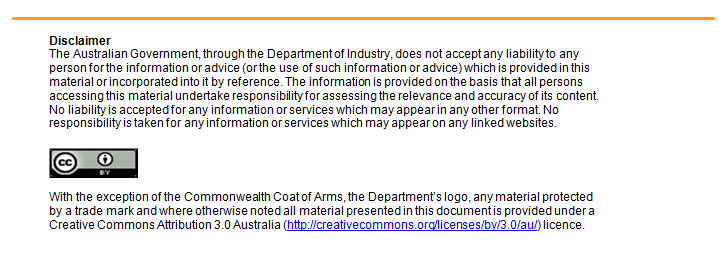 Disclaimer
The Australian Government, through the Department of Industry, does not accept any liability to any
person for the information or advice (or the use of such information or advice) which is provided in this
material or incorporated into it by reference. The information is provided on the basis that all persons
accessing this material undertake responsibility for assessing the relevance and accuracy of its content.
No liability is accepted for any information or services which may appear in any other format. No
responsibility is taken for any information or services which may appear on any linked websites.
cc
BY
With the exception of the Commonwealth Coat of Arms, the Department's logo, any material protected
by a trade mark and where otherwise noted all material presented in this document is provided under a
Creative Commons Attribution 3.0 Australia (http://creativecommons.org/licenses/by/3.0/au/) licence.